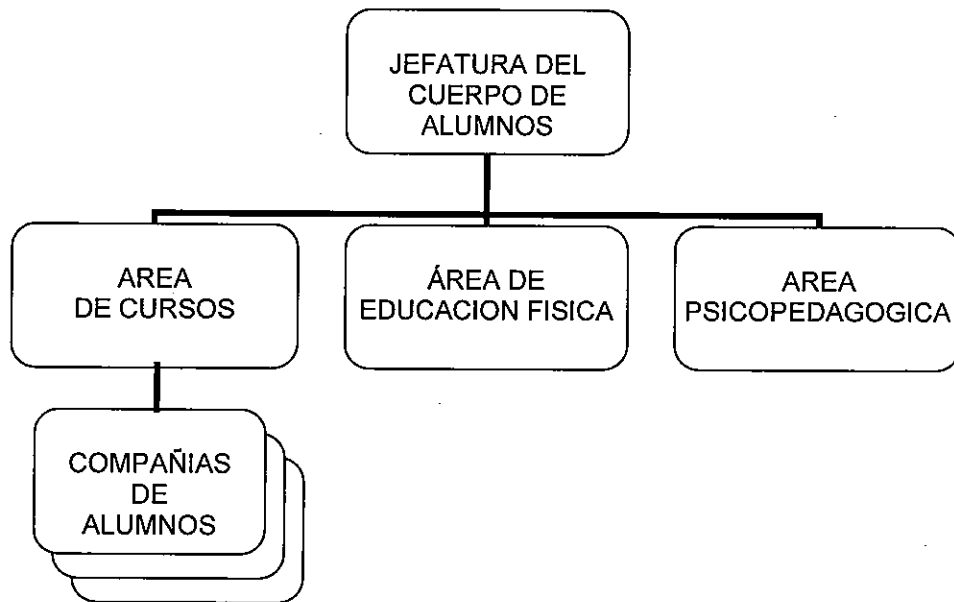 JEFATURA DEL
CUERPO DE
ALUMNOS
AREA
DE CURSOS
ÁREA DE
EDUCACION FISICA
AREA
PSICOPEDAGOGICA
COMPAÑIAS
DE
ALUMNOS